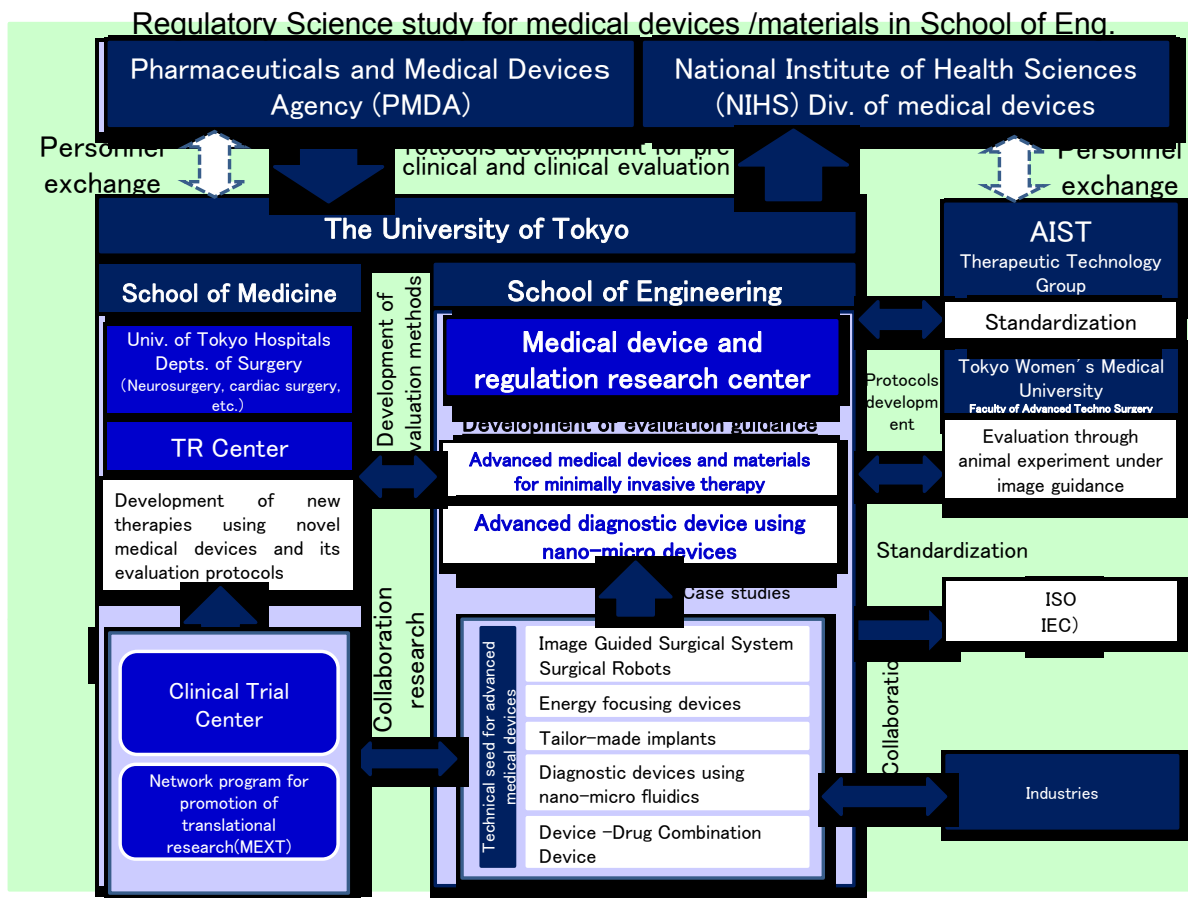 Regulatory Science study for medical devices /materials in School of Eng.
Pharmaceuticals and Medical Devices
Agency (PMDA)
National Institute of Health Sciences
(NIHS) Div. of medical devices
Personnel
exchange
rotocols development for pre
clinical and clinical evaluation
Personnel
exchange
The University of Tokyo
School of Medicine
Univ. of Tokyo Hospitals
Depts. of Surgery
(Neurosurgery, cardiac surgery,
etc.)
TR Center
Development of new
therapies using novel
medical devices and its
evaluation protocols
Clinical Trial
Center
Network program for
promotion of
translational
research(MEXT)
Development of
valuation methods
Collaboration
research
School of Engineering
Medical device and
regulation research center
Development of evaluation guidance
Advanced medical devices and materials
for minimally invasive therapy
Advanced diagnostic device using
nano-micro devices
Case studies
Technical seed for advanced
medical devices
Image Guided Surgical System
Surgical Robots
Energy focusing devices
Tailor-made implants
Diagnostic devices using
nano-micro fluidics
Device -Drug Combination
Device
AIST
Therapeutic Technology
Group
Standardization
Protocols
developm
ent
Tokyo Women´s Medical
University
Faculty of Advanced Techno Surgery
Evaluation through
animal experiment under
image guidance
Standardization
ISO
IEC)
Collaboration
Industries